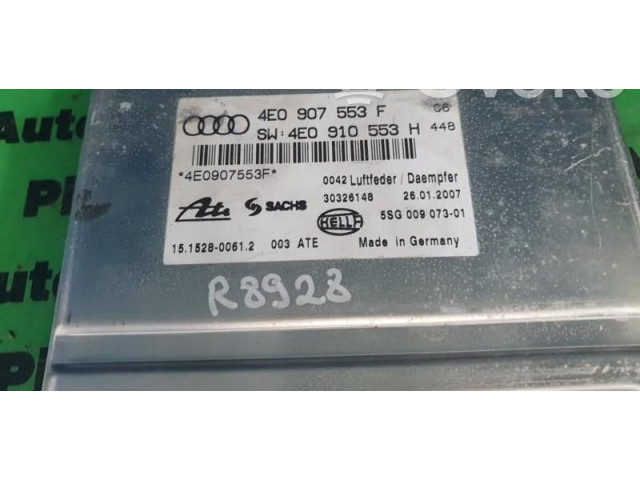 4E0 907 553 F 06
SW: 4E0 910 553 H 448
*4E0907553F*
0042 Luftfeder / Daempfer
30326148 26.01.2007
Ate SACHS HELLA 5SG 009 073-01
15.1528-0061.2 003 ATE Made in Germany
R8928
Auto